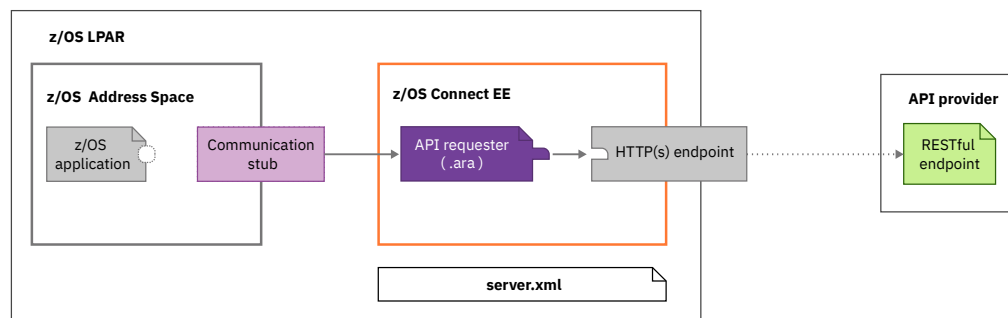 z/OS LPAR
z/OS Address Space
z/OS
application
Communication
stub
z/OS Connect EE
API requester
( .ara )
HTTP(s) endpoint
API provider
RESTful
endpoint
server.xml